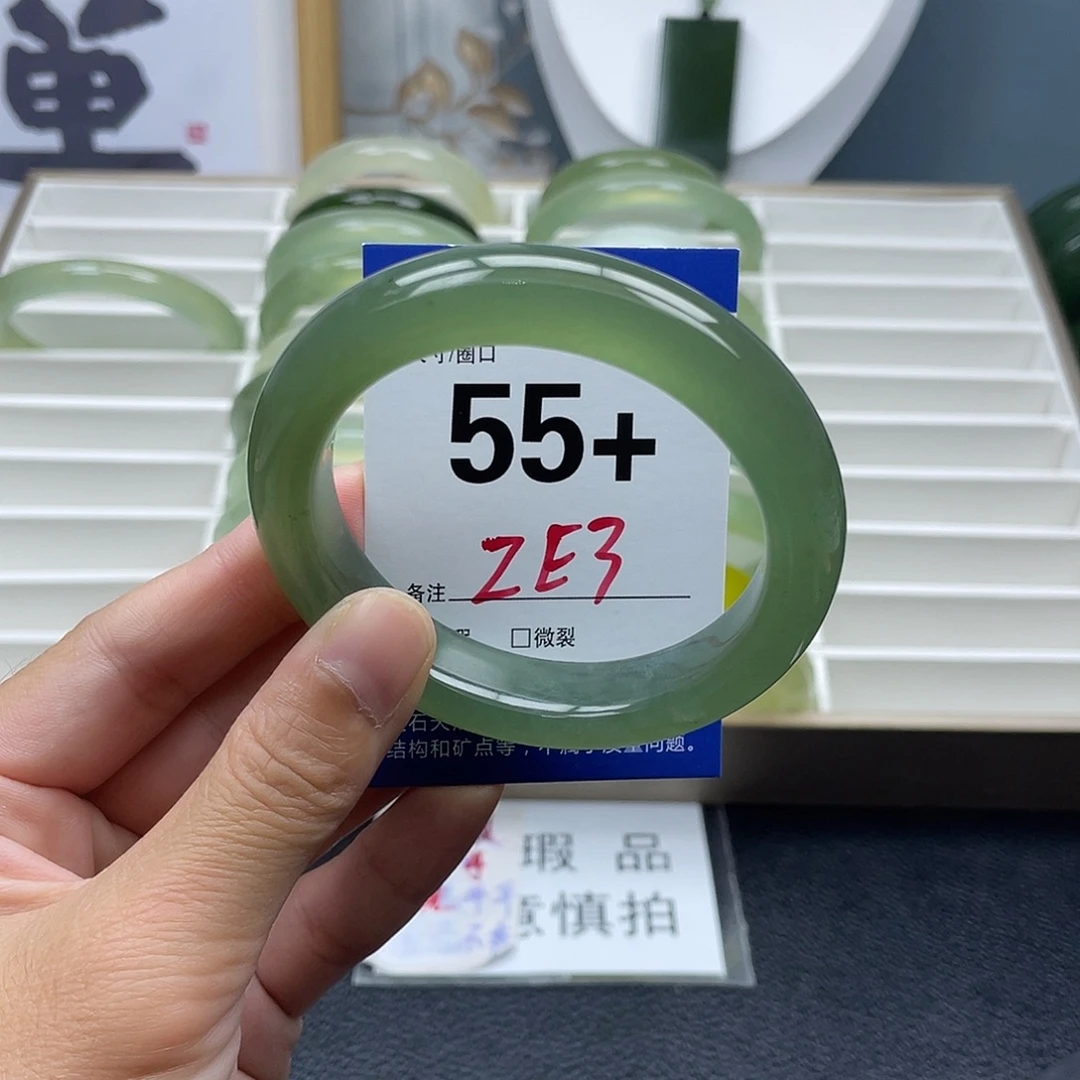 寸/圈口
55+
备注 ZE3
□微裂
结构和矿点等，不属于质量问题。
瑕 品
慎拍